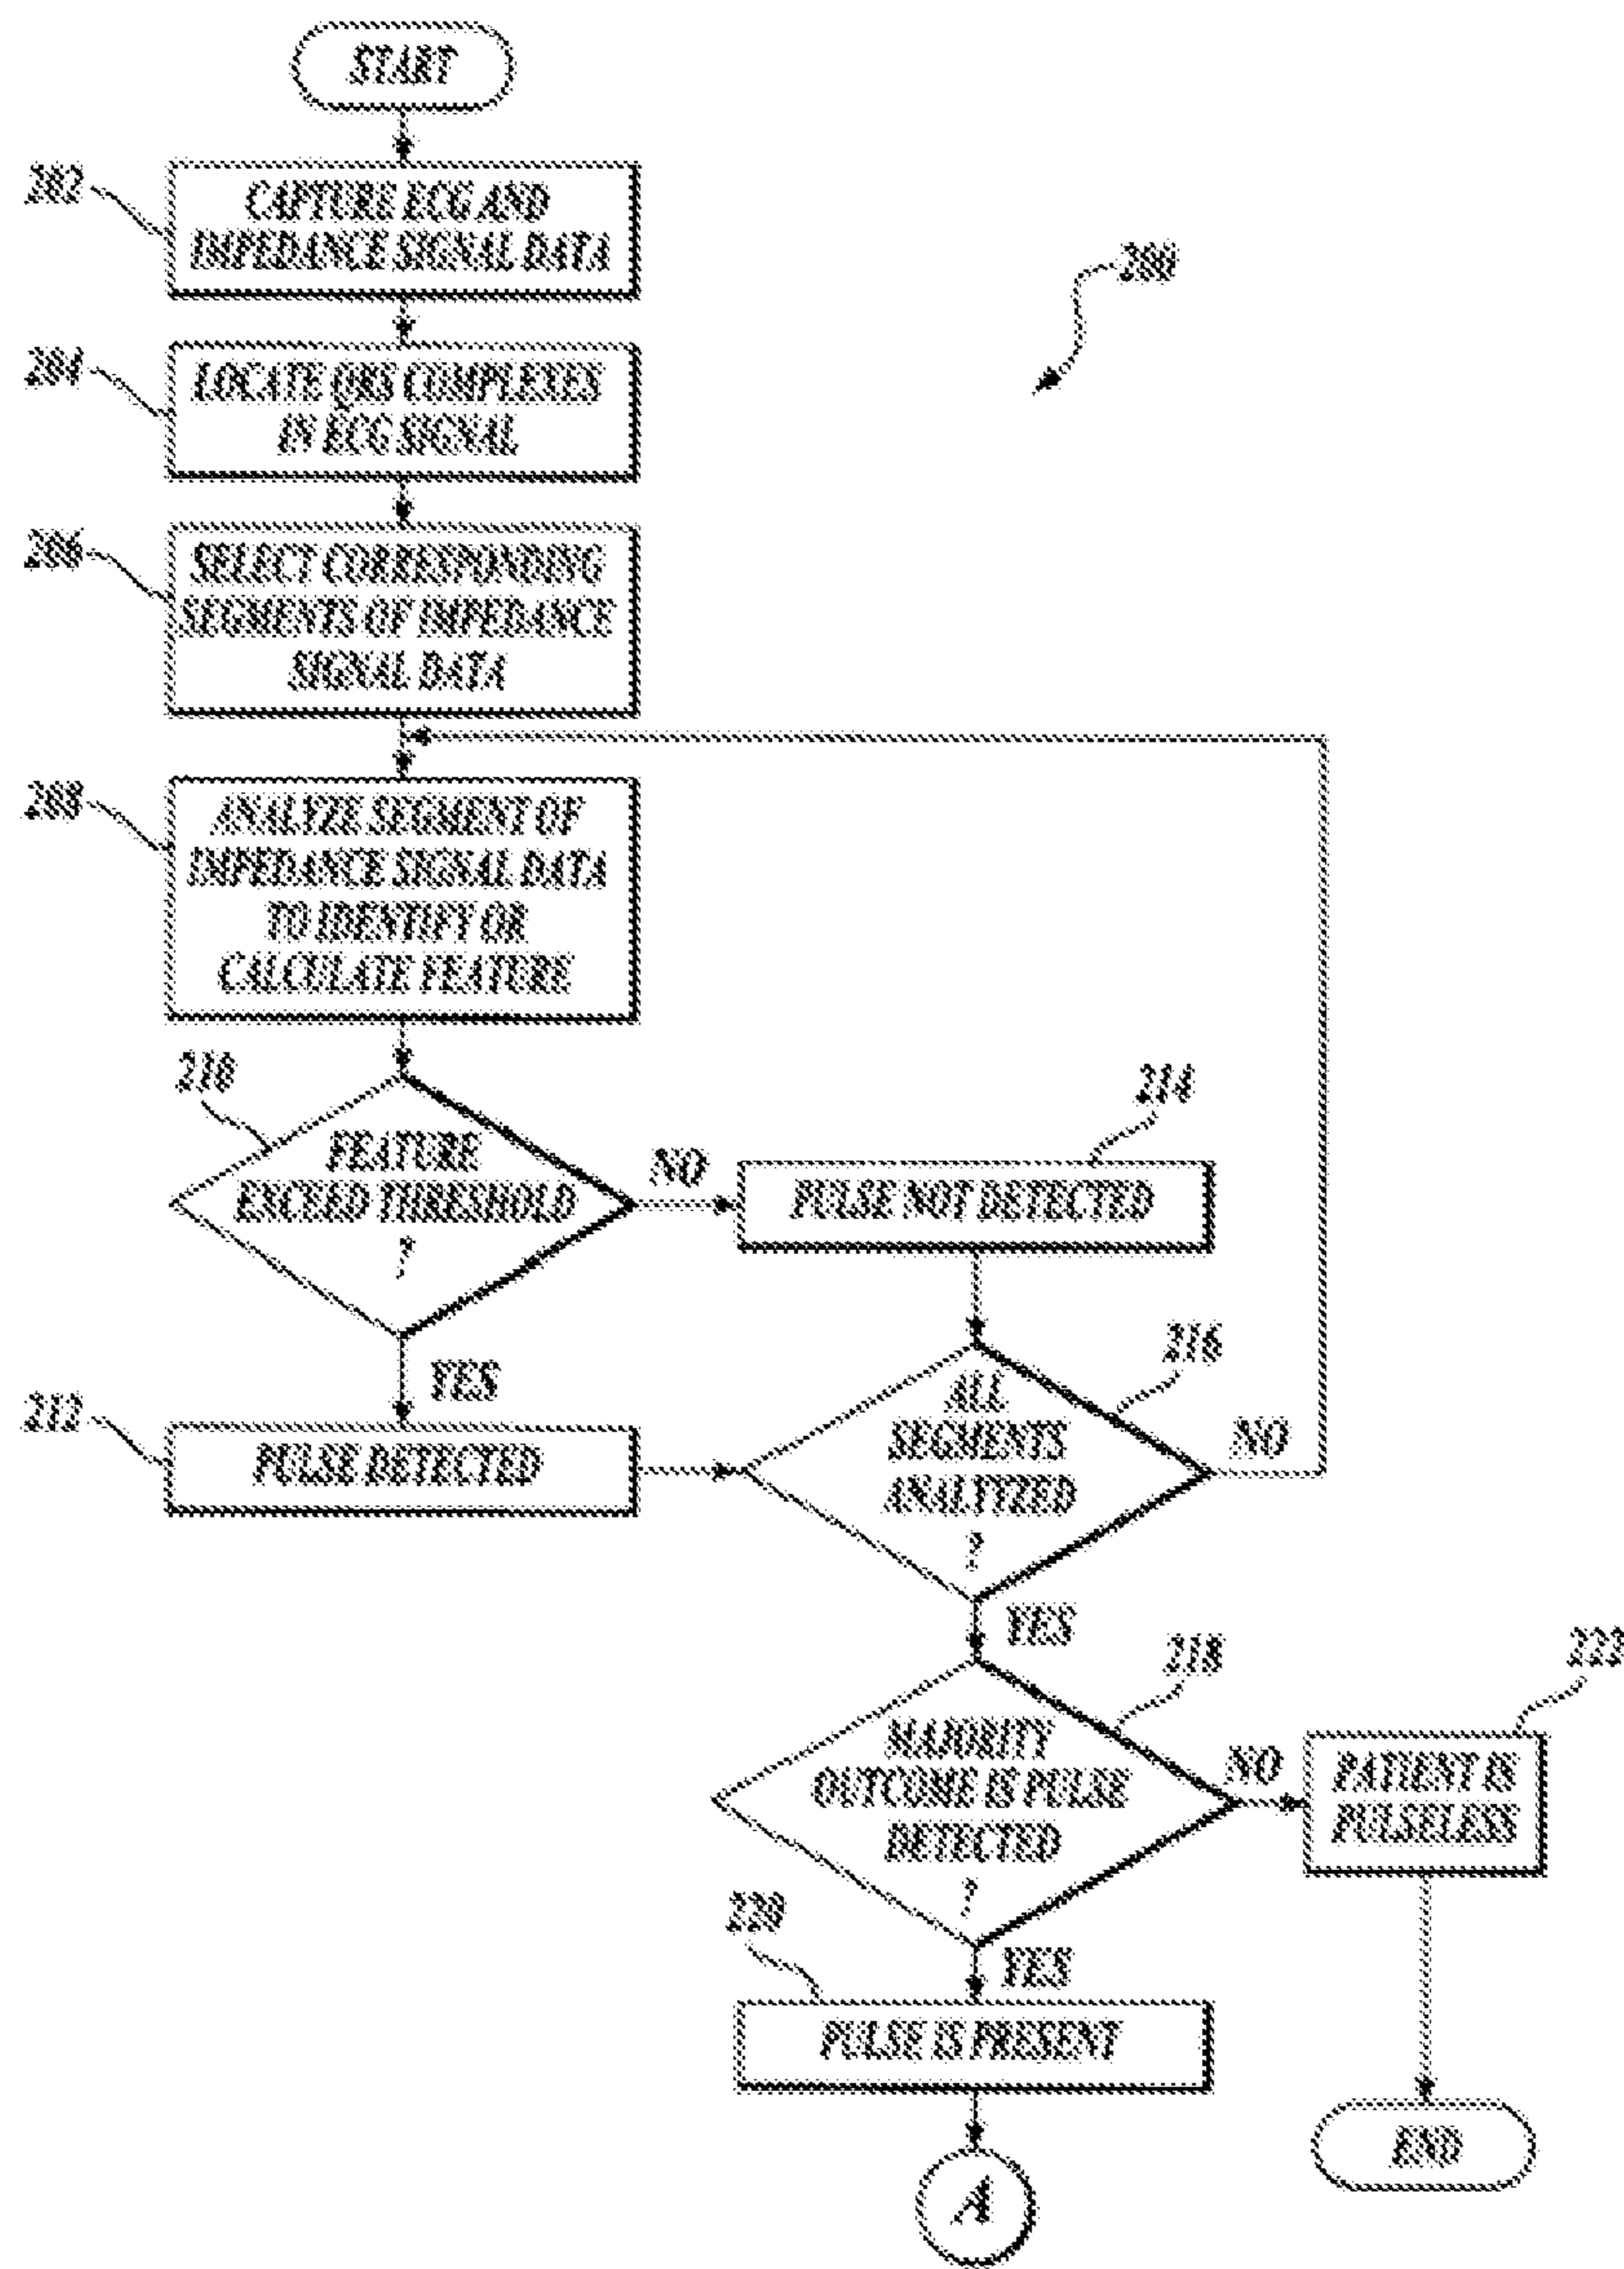 START
202
CAPTURE ECG AND
IMPEDANCE SIGNAL DATA
200
204
LOCATE QRS COMPLEXES
IN ECG SIGNAL
206
SELECT CORRESPONDING
SEGMENTS OF IMPEDANCE
SIGNAL DATA
208
ANALYZE SEGMENT OF
IMPEDANCE SIGNAL DATA
TO IDENTIFY OR
CALCULATE FEATURE
210
FEATURE
EXCEED THRESHOLD
?
NO
214
PULSE NOT DETECTED
YES
212
PULSE DETECTED
216
ALL
SEGMENTS
ANALYZED
?
NO
YES
218
MAJORITY
OUTCOME IS PULSE
DETECTED
?
NO
222
PATIENT IS
PULSELESS
220
YES
PULSE IS PRESENT
END
A